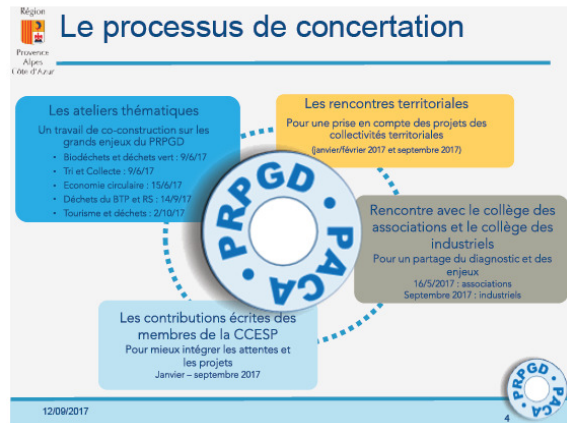 Région
Provence
Alpes
Côte d'Azur
Le processus de concertation
Les ateliers thématiques
Un travail de co-construction sur les
grands enjeux du PRPGD
• Biodéchets et déchets vert : 9/6/17
• Tri et Collecte : 9/6/17
• Economie circulaire : 15/6/17
• Déchets du BTP et RS : 14/9/17
• Tourisme et déchets : 2/10/17
Les rencontres territoriales
Pour une prise en compte des projets des
collectivités territoriales
(janvier/février 2017 et septembre 2017)
PRPGD • PACA •
Rencontre avec le collège des
associations et le collège des
industriels
Pour un partage du diagnostic et des
enjeux
16/5/2017 : associations
Septembre 2017 : industriels
Les contributions écrites des
membres de la CCESP
Pour mieux intégrer les attentes et
les projets
Janvier – septembre 2017
12/09/2017
4
PRPGD • PACA •